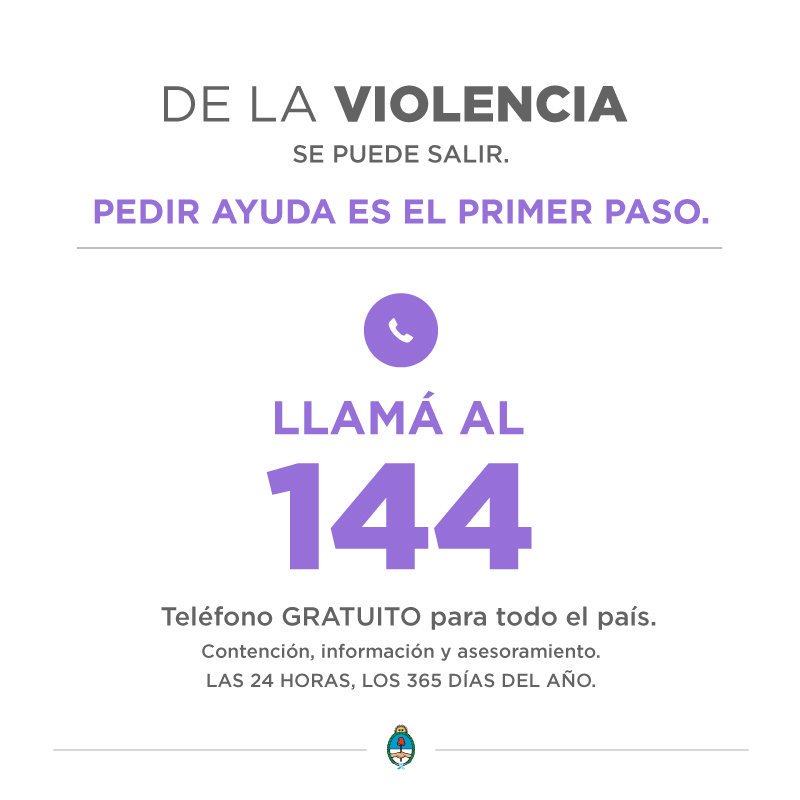 DE LA VIOLENCIA
SE PUEDE SALIR.
PEDIR AYUDA ES EL PRIMER PASO.
LLAMÁ AL
144
Teléfono GRATUITO para todo el país.
Contención, información y asesoramiento.
LAS 24 HORAS, LOS 365 DÍAS DEL AÑO.